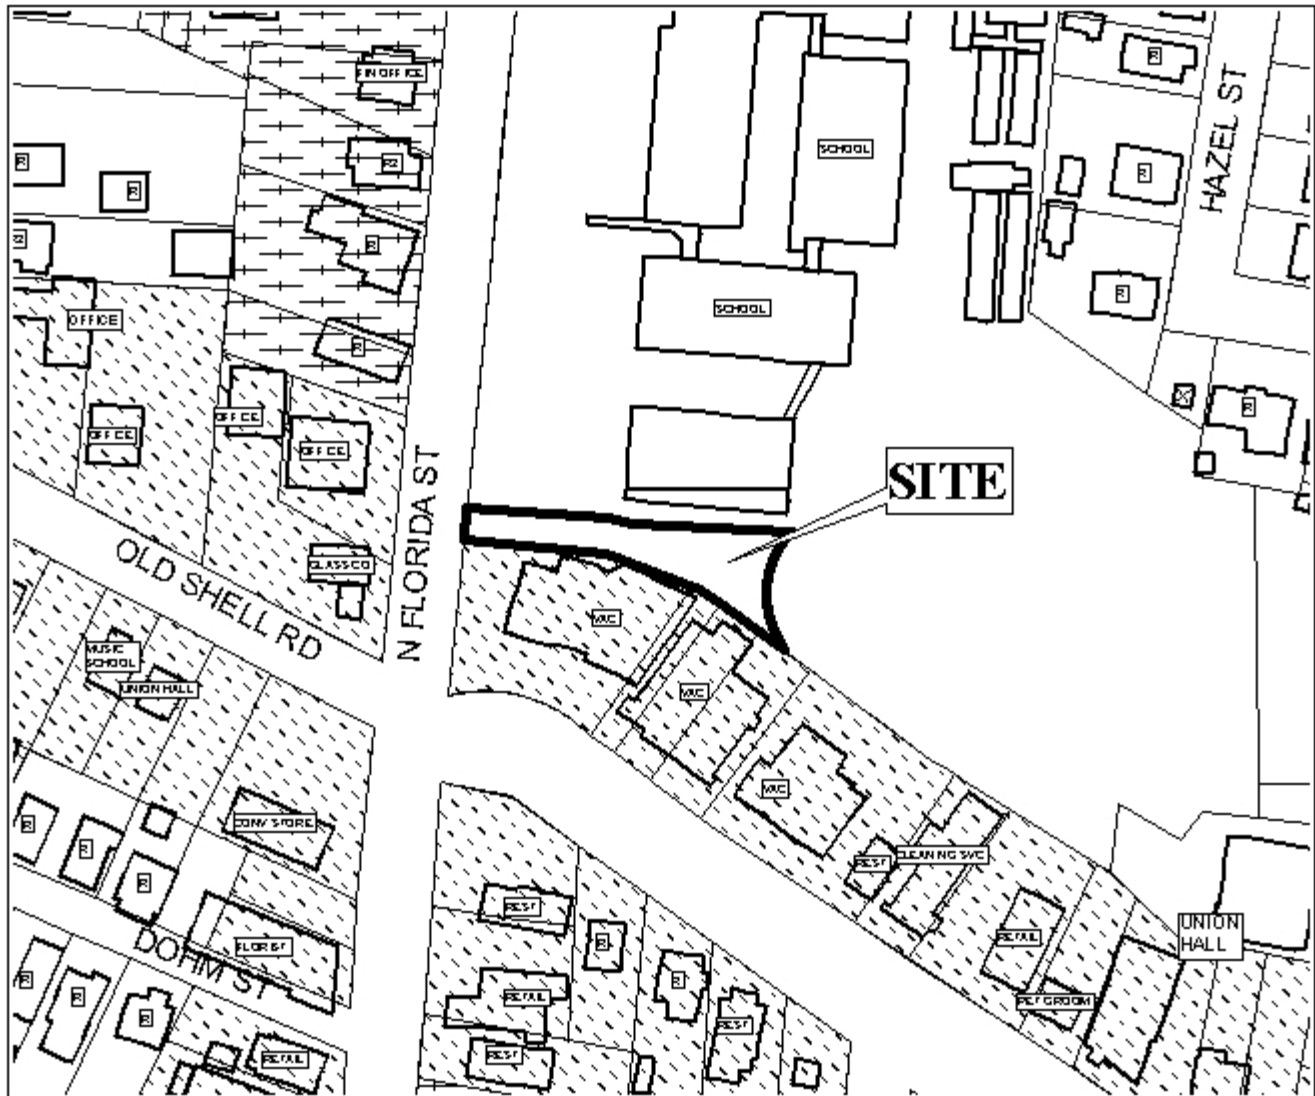 FIN OFFICE
R
SCHOOL
R2
R
HAZEL ST
R
R
R
R2
R
OFFICE
SCHOOL
R
R
OFFICE
OFFICE
OFFICE
R
SITE
N FLORIDA ST
OLD SHELL RD
GLASS CO
VAC
MUSIC
SCHOOL
UNION HALL
VAC
VAC
R
CONV STORE
R
R
REST
CLEANING SVC
REST
R
UNION
HALL
RETAIL
FLORIST
DOHM ST
R
R
R
RETAIL
PET GROOM
R
REST
RETAIL
REST